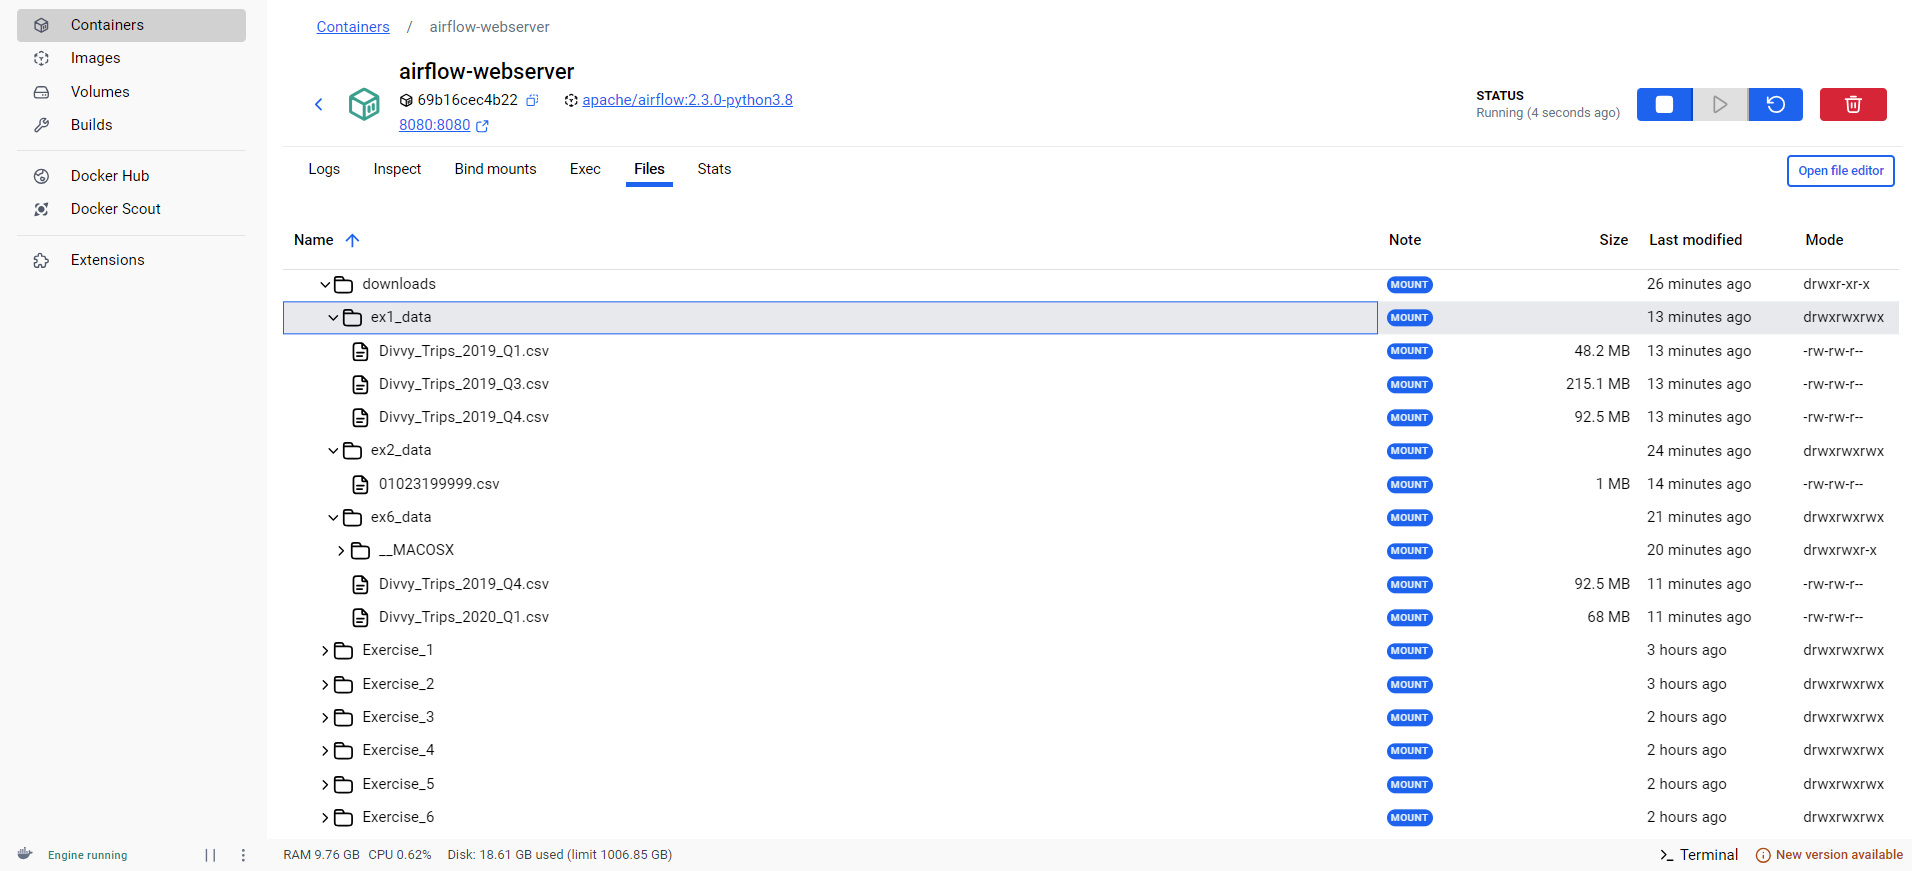 Containers
Images
Volumes
Builds
Docker Hub
Docker Scout
Extensions
Containers / airflow-webserver
airflow-webserver
69b16cec4b22 apache/airflow:2.3.0-python3.8
8080:8080
STATUS
Running (4 seconds ago)
Logs Inspect Bind mounts Exec Files Stats
Open file editor
Name Note Size Last modified Mode
downloads MOUNT 26 minutes ago drwxr-xr-x
ex1_data MOUNT 13 minutes ago drwxrwxrwx
Divvy_Trips_2019_Q1.csv MOUNT 48.2 MB 13 minutes ago -rw-rw-r--
Divvy_Trips_2019_Q3.csv MOUNT 215.1 MB 13 minutes ago -rw-rw-r--
Divvy_Trips_2019_Q4.csv MOUNT 92.5 MB 13 minutes ago -rw-rw-r--
ex2_data MOUNT 24 minutes ago drwxrwxrwx
01023199999.csv MOUNT 1 MB 14 minutes ago -rw-rw-r--
ex6_data MOUNT 21 minutes ago drwxrwxrwx
__MACOSX MOUNT 20 minutes ago drwxrwxr-x
Divvy_Trips_2019_Q4.csv MOUNT 92.5 MB 11 minutes ago -rw-rw-r--
Divvy_Trips_2020_Q1.csv MOUNT 68 MB 11 minutes ago -rw-rw-r--
Exercise_1 MOUNT 3 hours ago drwxrwxrwx
Exercise_2 MOUNT 3 hours ago drwxrwxrwx
Exercise_3 MOUNT 2 hours ago drwxrwxrwx
Exercise_4 MOUNT 2 hours ago drwxrwxrwx
Exercise_5 MOUNT 2 hours ago drwxrwxrwx
Exercise_6 MOUNT 2 hours ago drwxrwxrwx
Engine running
RAM 9.76 GB CPU 0.62% Disk: 18.61 GB used (limit 1006.85 GB)
Terminal
New version available